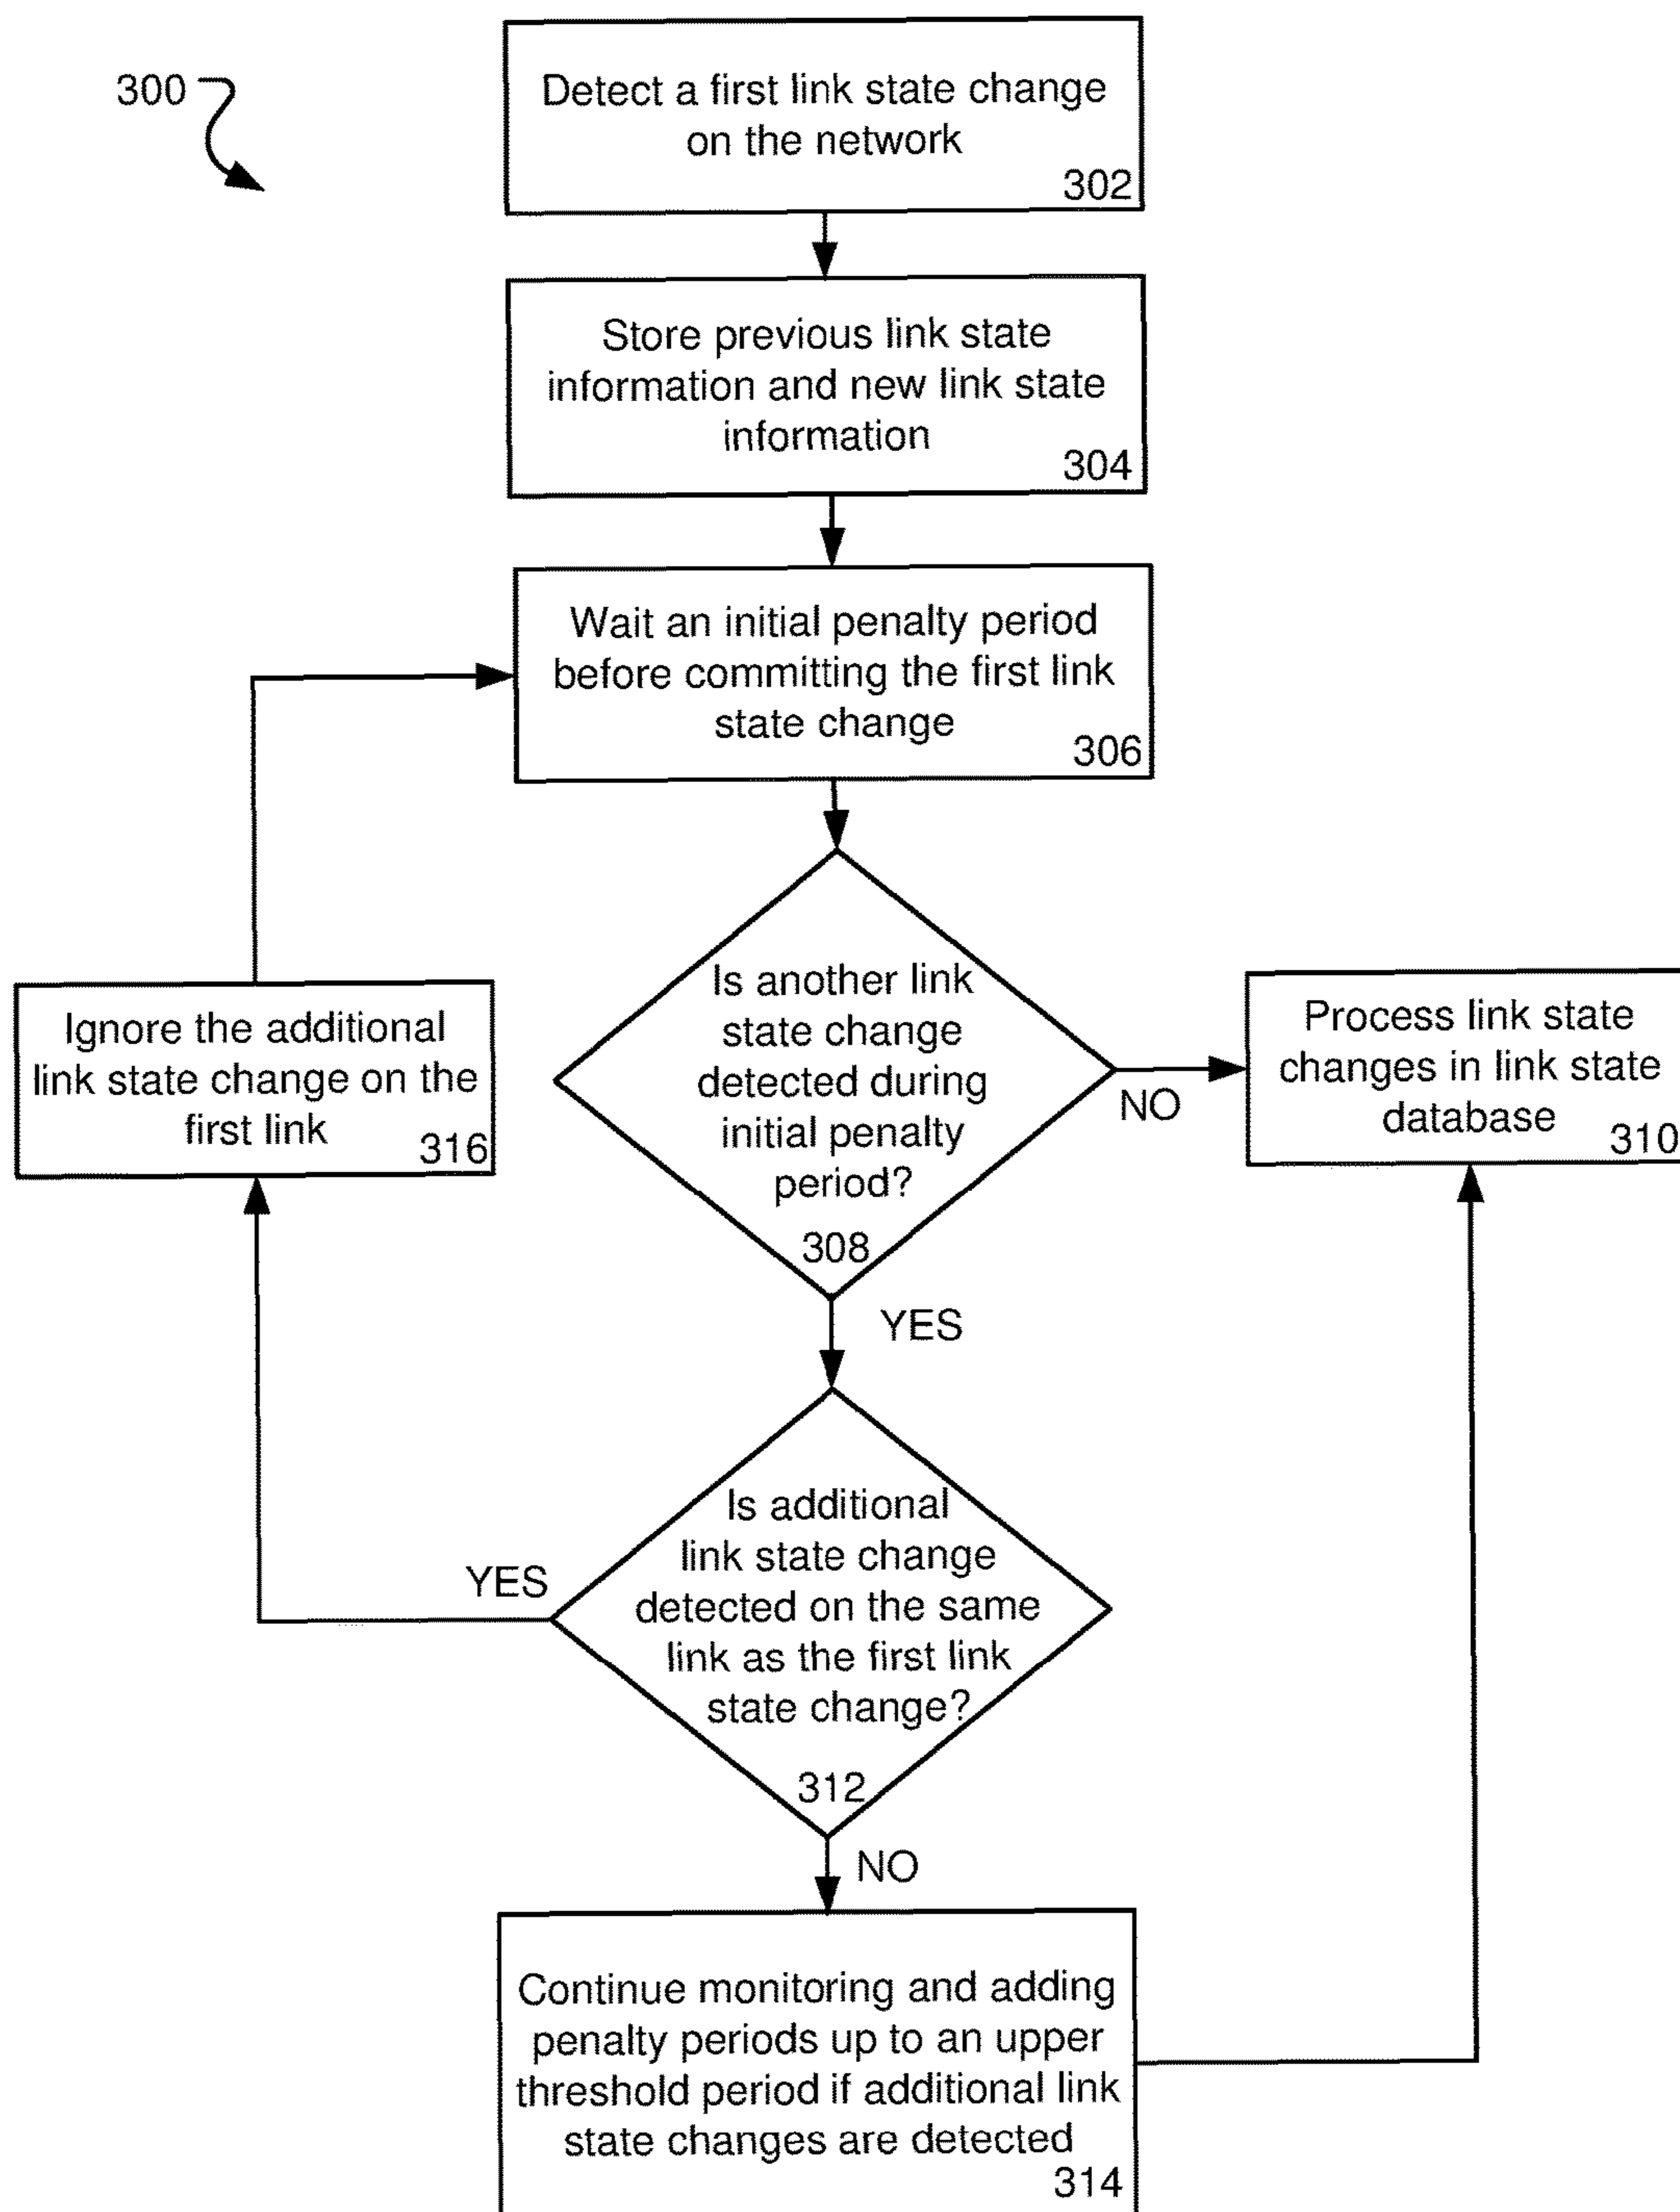 300
Detect a first link state change
on the network
302
Store previous link state
information and new link state
information
304
Wait an initial penalty period
before committing the first link
state change
306
Is another link
state change
detected during
initial penalty
period?
308
NO
Process link state
changes in link state
database
310
Ignore the additional
link state change on the
first link
316
YES
Is additional
link state change
detected on the same
link as the first link
state change?
312
YES
NO
Continue monitoring and adding
penalty periods up to an upper
threshold period if additional link
state changes are detected
314